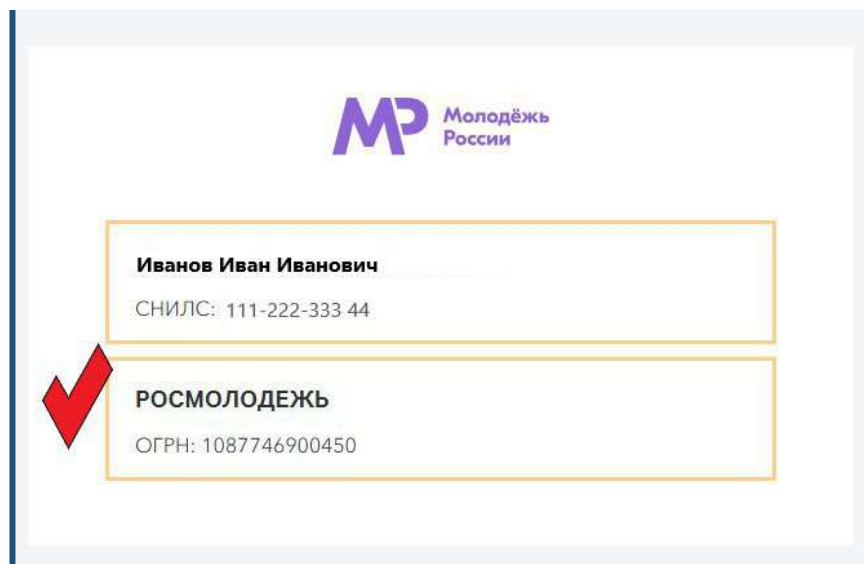 МР Молодёжь
России
Иванов Иван Иванович
СНИЛС: 111-222-333 44
РОСМОЛОДЕЖЬ
ОГРН: 1087746900450